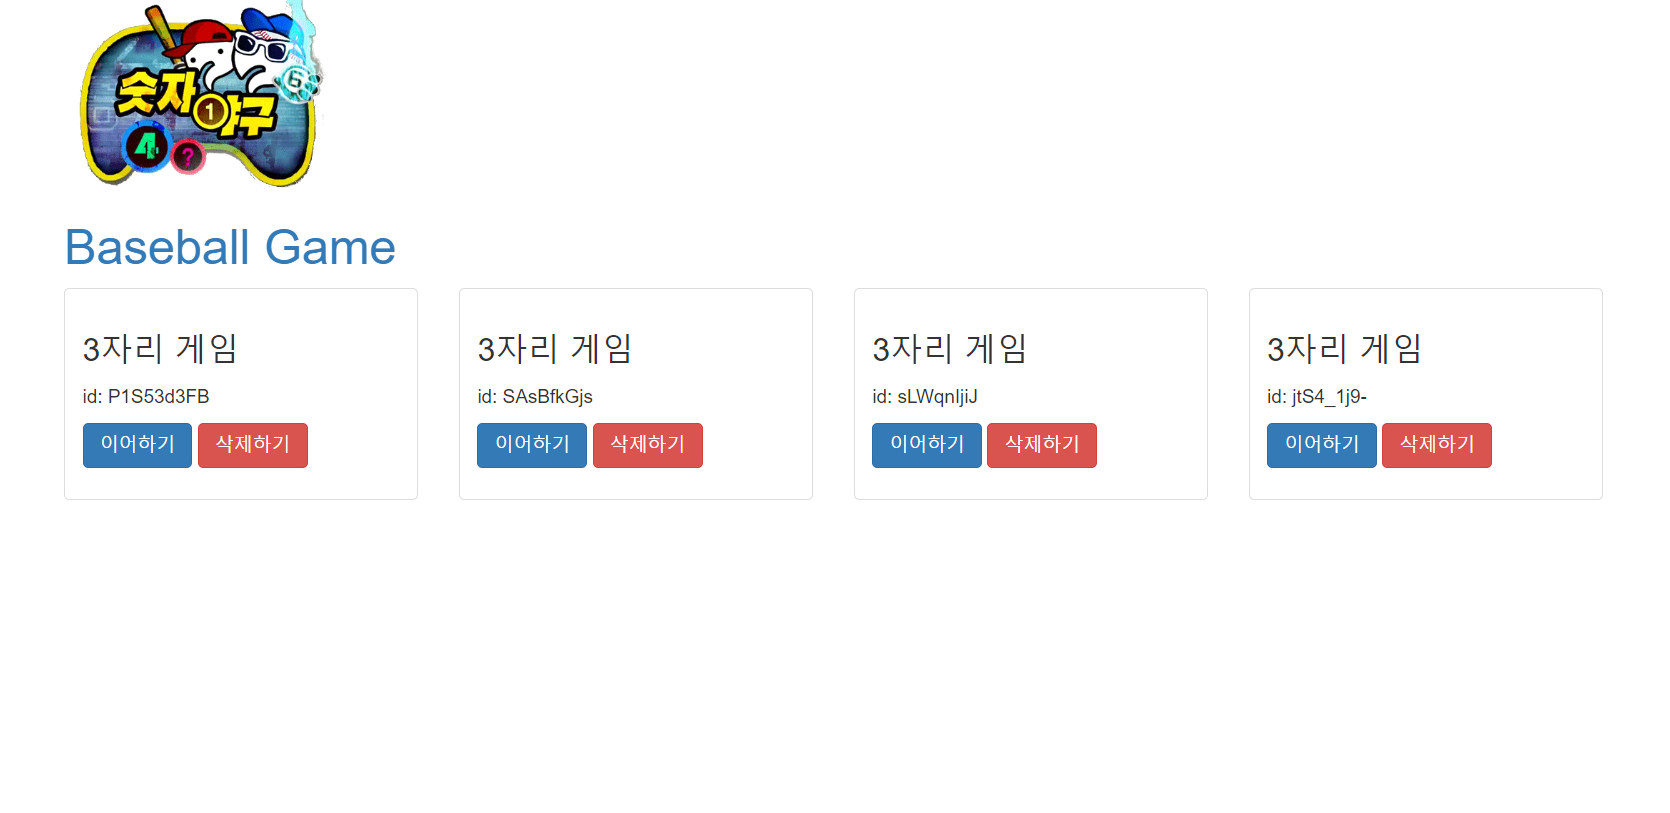 숫자
야구
1
6
4
?
Baseball Game
3자리 게임
id: P1S53d3FB
이어하기 삭제하기
3자리 게임
id: SAsBfkGjs
이어하기 삭제하기
3자리 게임
id: sLWqnIjiJ
이어하기 삭제하기
3자리 게임
id: jtS4_1j9-
이어하기 삭제하기